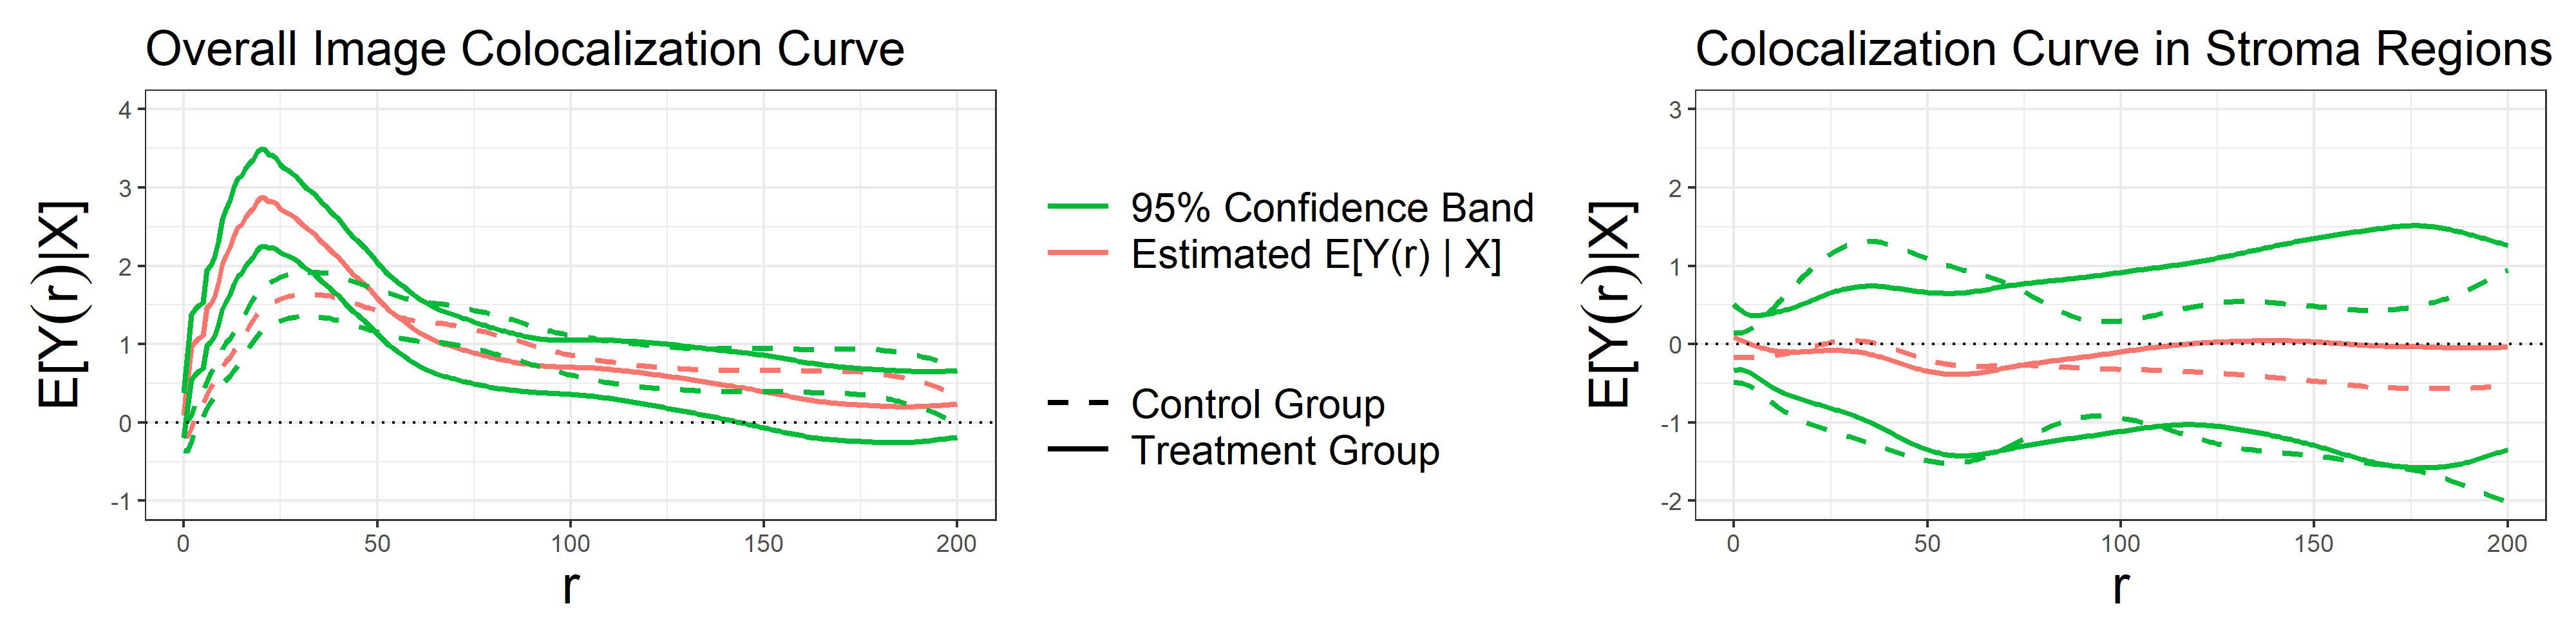 Overall Image Colocalization Curve
E[Y(r)|X]
4
3
2
1
0
-1
0 50 100 150 200
r
95% Confidence Band
Estimated E[Y(r) | X]
Control Group
Treatment Group
Colocalization Curve in Stroma Regions
E[Y(r)|X]
3
2
1
0
-1
-2
0 50 100 150 200
r